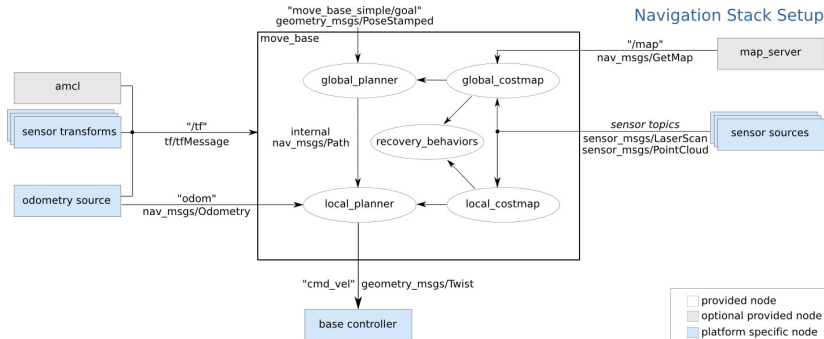 Navigation Stack Setup
"move_base_simple/goal"
geometry_msgs/PoseStamped
move_base
"/map"
nav_msgs/GetMap
map_server
global_planner
global_costmap
amcl
sensor transforms
"/tf"
tf/tfMessage
internal
nav_msgs/Path
recovery_behaviors
sensor topics
sensor_msgs/LaserScan
sensor_msgs/PointCloud
sensor sources
odometry source
"odom"
nav_msgs/Odometry
local_planner
local_costmap
"cmd_vel"
geometry_msgs/Twist
base controller
provided node
optional provided node
platform specific node